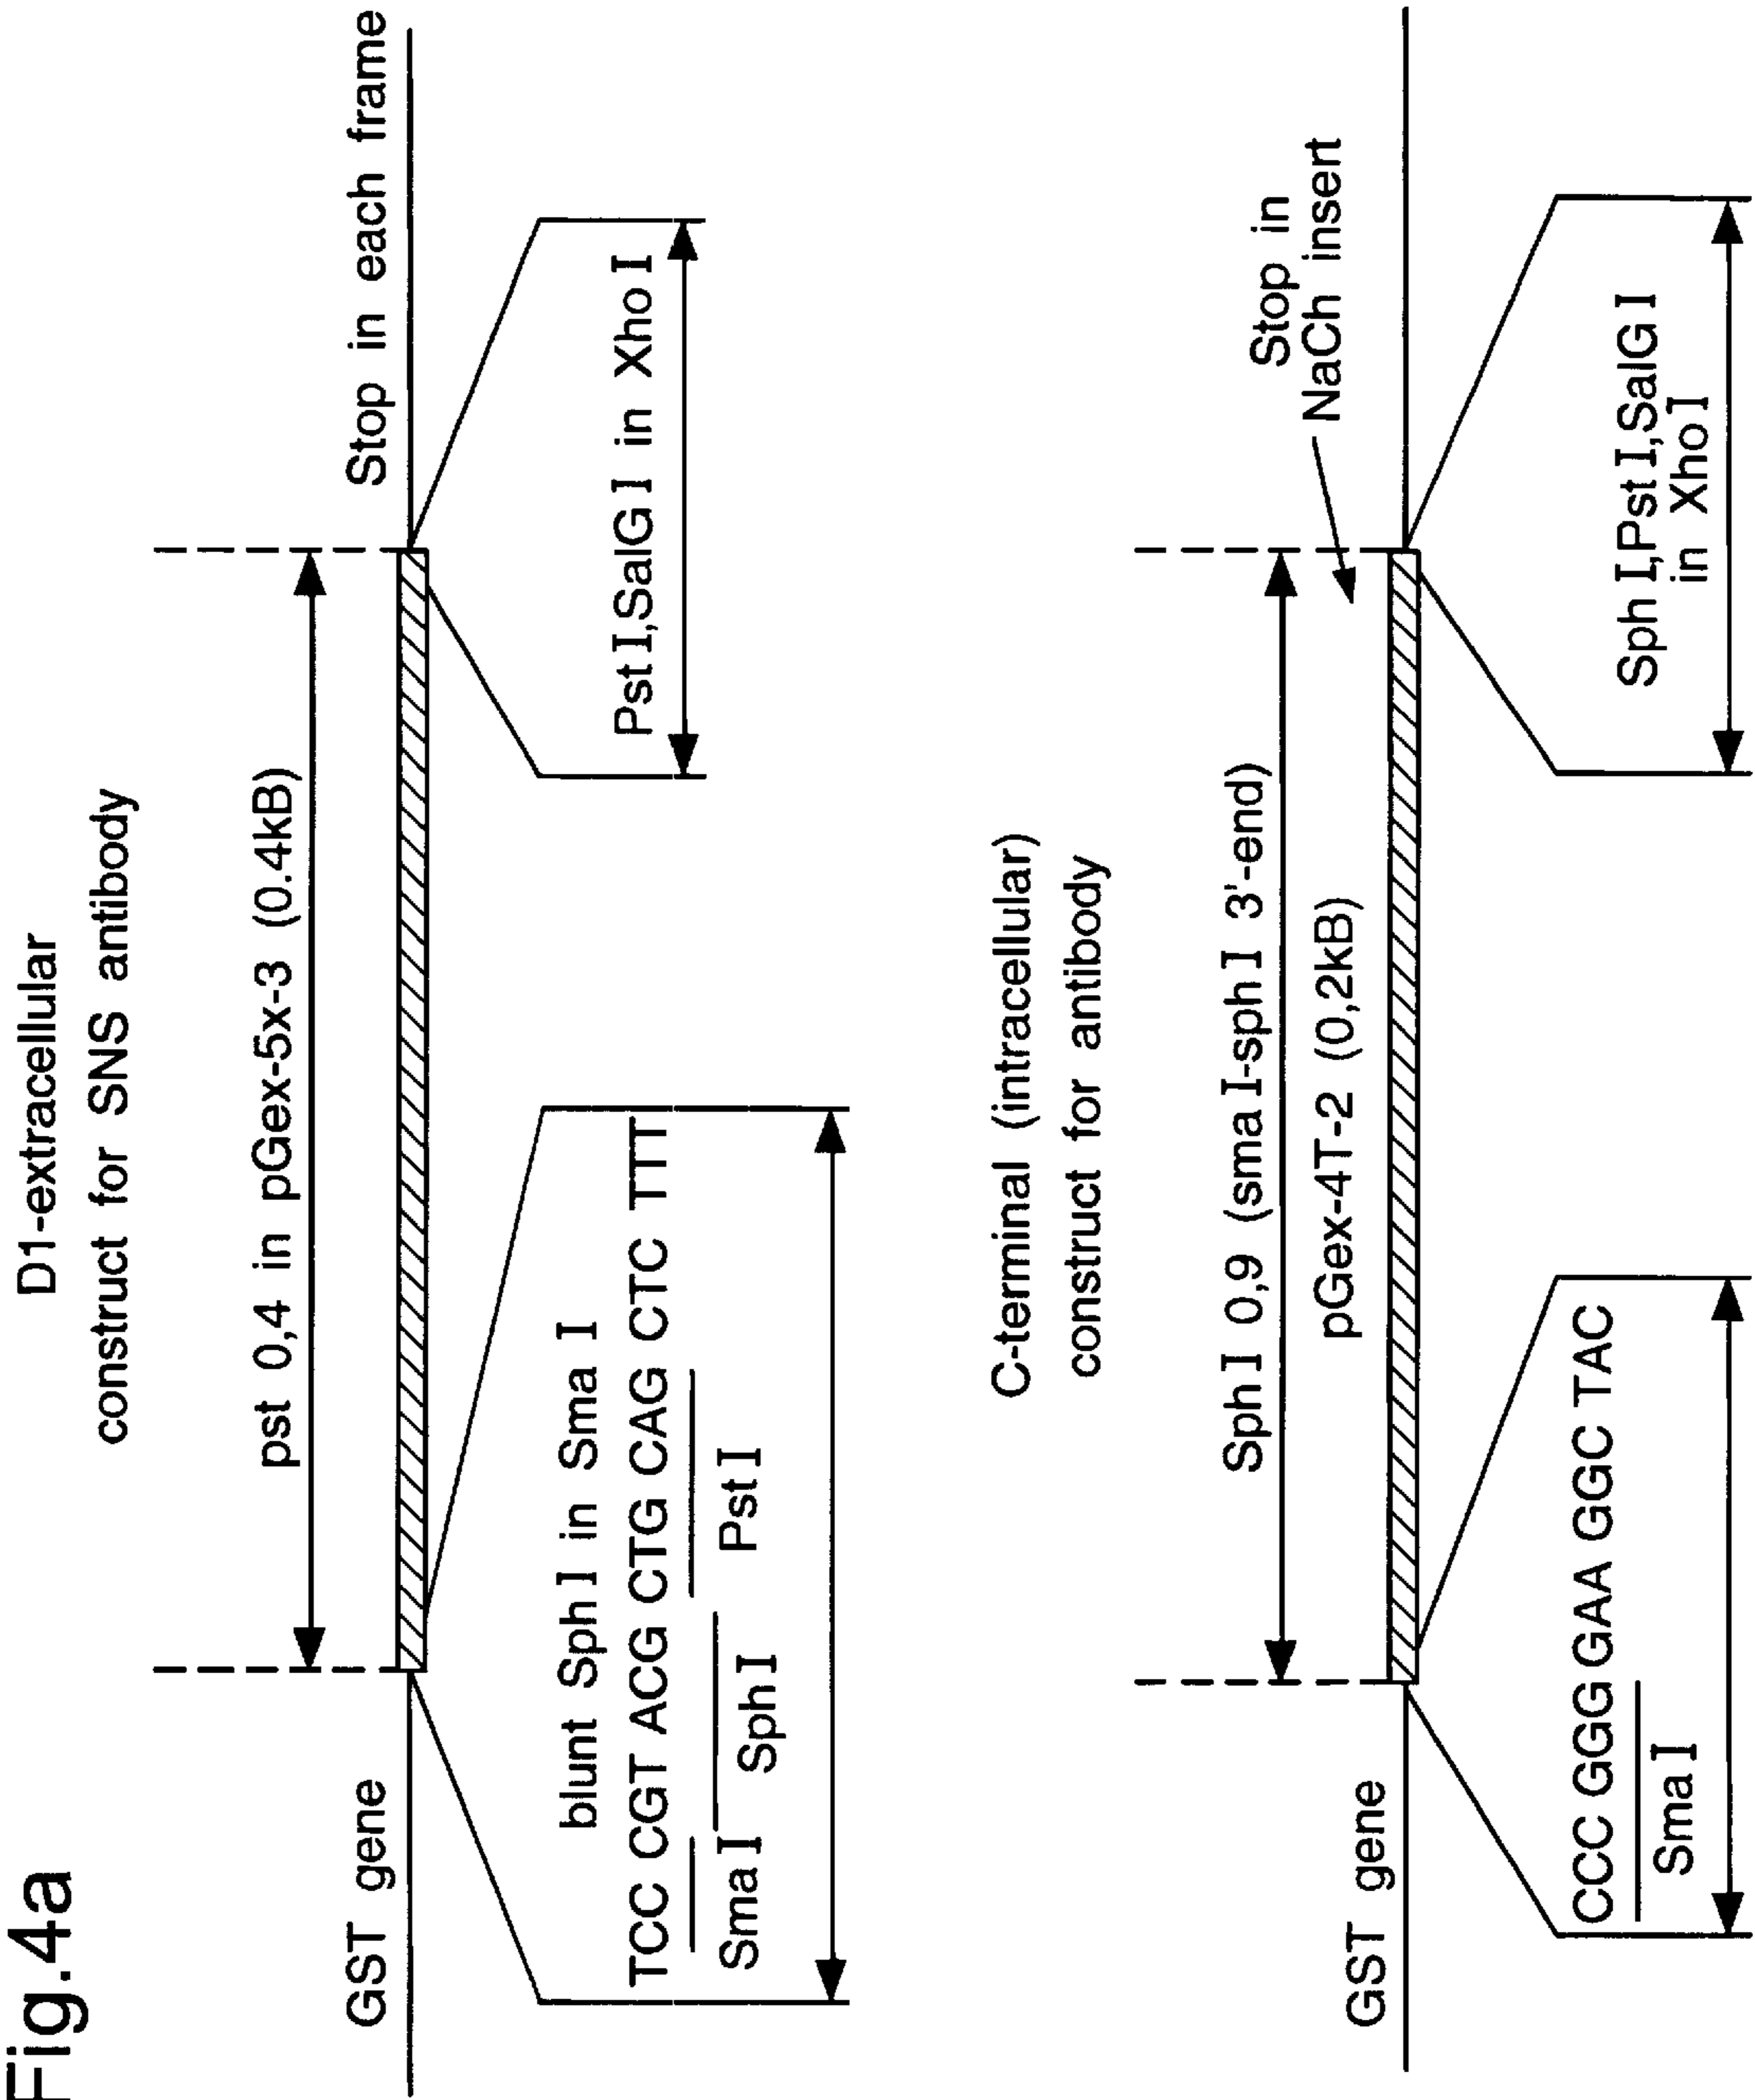 Fig.4a
D1-extracellular
construct for SNS antibody
pst 0,4 in pGex-5x-3 (0.4kB)
GST gene
Stop in each frame
blunt Sph I in Sma I
TCC CGT ACG CTG CAG CTC TTT
Sma I
Sph I
Pst I
Pst I,SalG I in Xho I
C-terminal (intracellular)
construct for antibody
Sph I 0,9 (sma I-sph I 3'-end)
pGex-4T-2 (0,2kB)
Stop in
NaCh insert
GST gene
CCC GGG GAA GGC TAC
Sma I
Sph I,Pst I,SalG I
in Xho I